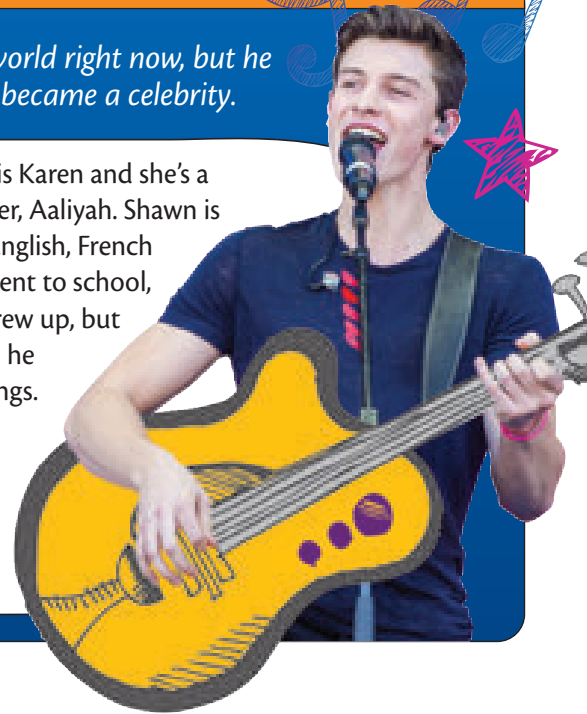 world right now, but he
became a celebrity.
is Karen and she’s a
er, Aaliyah. Shawn is
nglish, French
ent to school,
rew up, but
he
ngs.